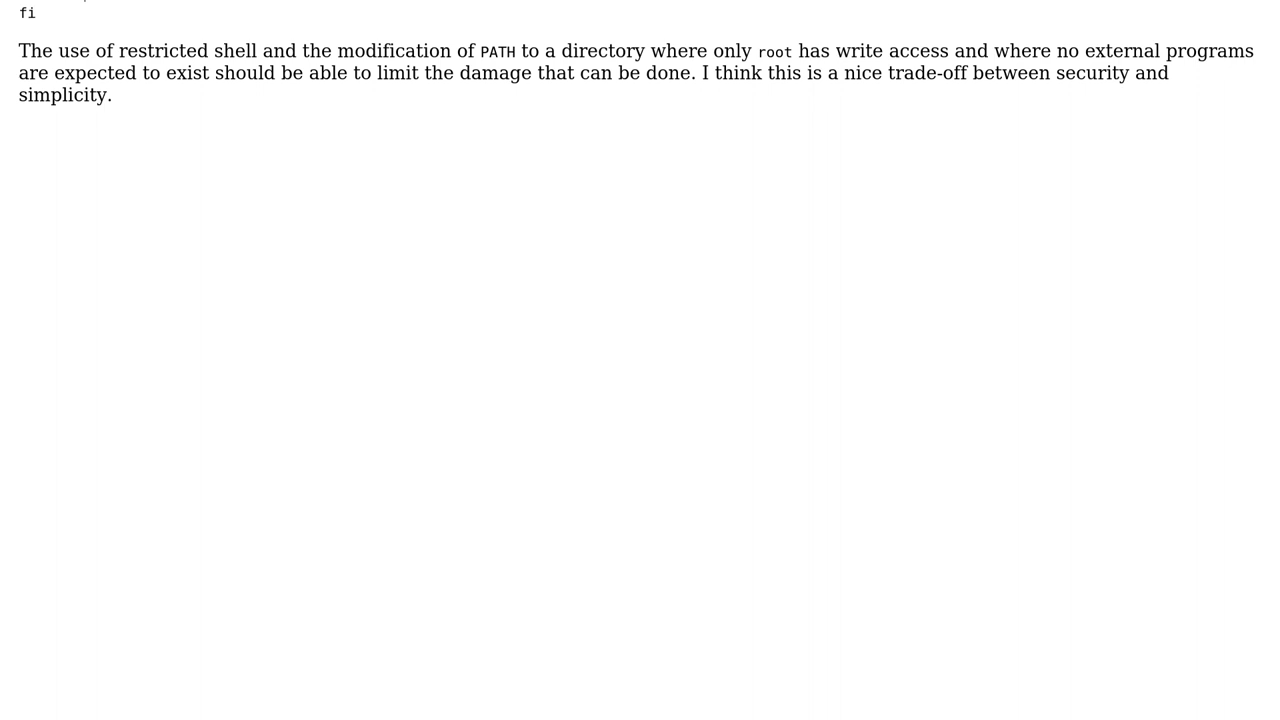 fi
The use of restricted shell and the modification of PATH to a directory where only root has write access and where no external programs
are expected to exist should be able to limit the damage that can be done. I think this is a nice trade-off between security and
simplicity.